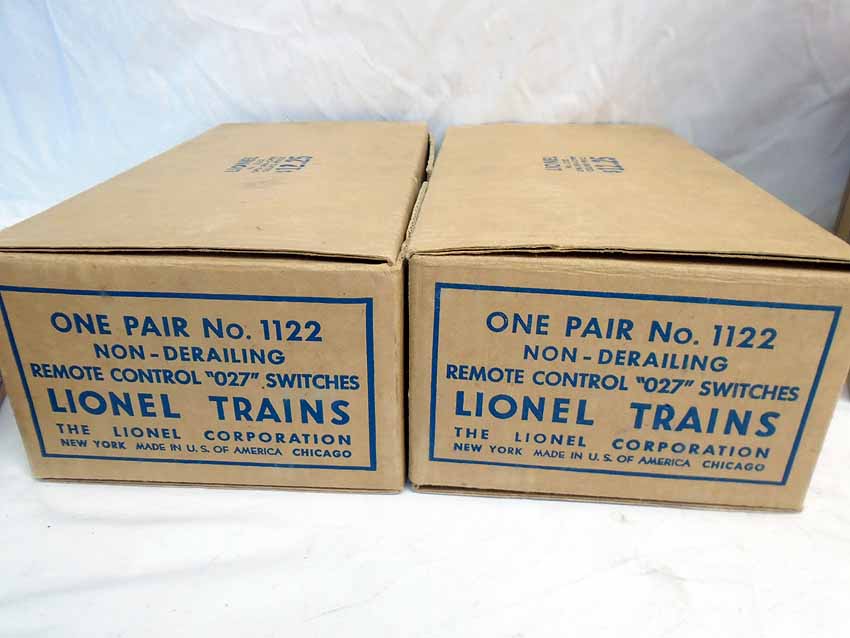 LIONEL
LIONEL
ONE PAIR No. 1122
NON-DERAILING
REMOTE CONTROL "027" SWITCHES
LIONEL TRAINS
THE LIONEL CORPORATION
NEW YORK MADE IN U.S. OF AMERICA CHICAGO
ONE PAIR No. 1122
NON-DERAILING
REMOTE CONTROL "027" SWITCHES
LIONEL TRAINS
THE LIONEL CORPORATION
NEW YORK MADE IN U.S. OF AMERICA CHICAGO